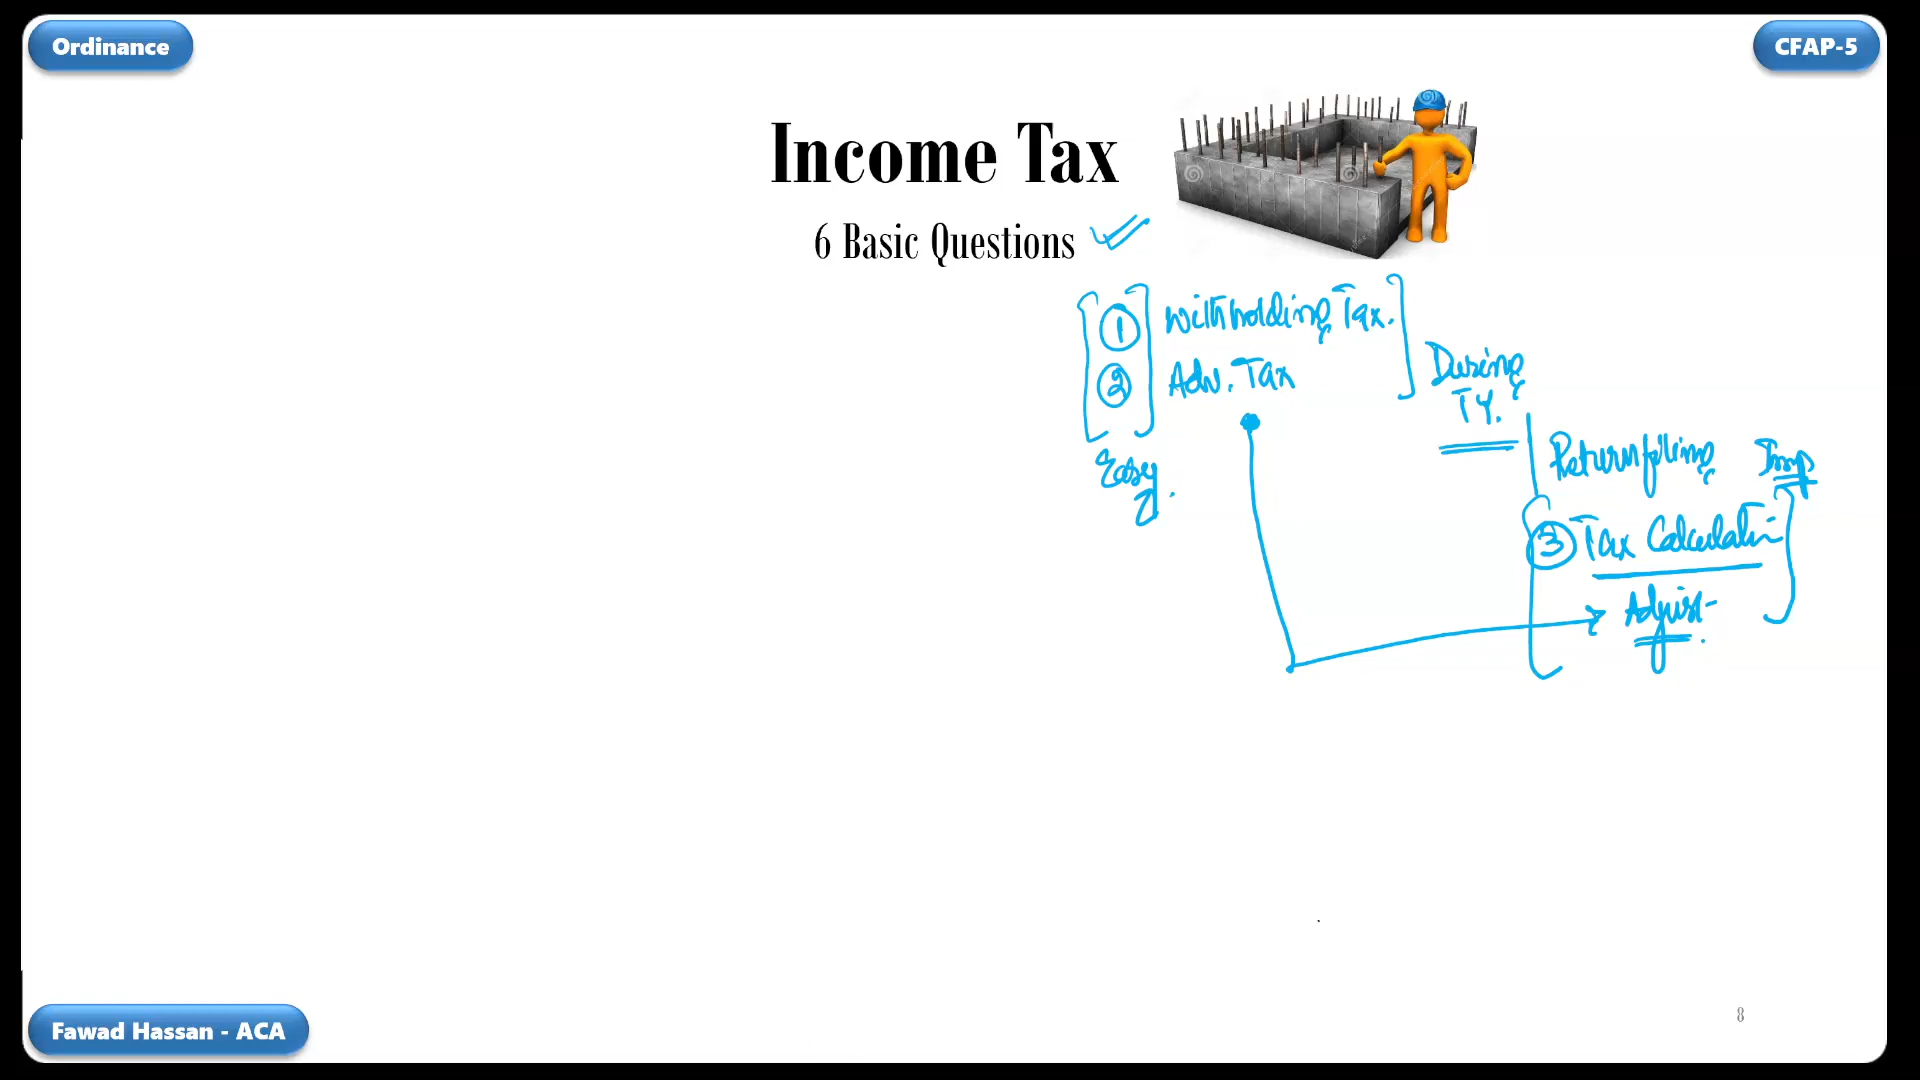 Ordinance
CFAP-5
Income Tax
6 Basic Questions
1 Withholding Tax.
2 Adv. Tax
During
TY.
Easy.
Return filing Imp
3 Tax Calculatin
Adjust.
Fawad Hassan - ACA
8